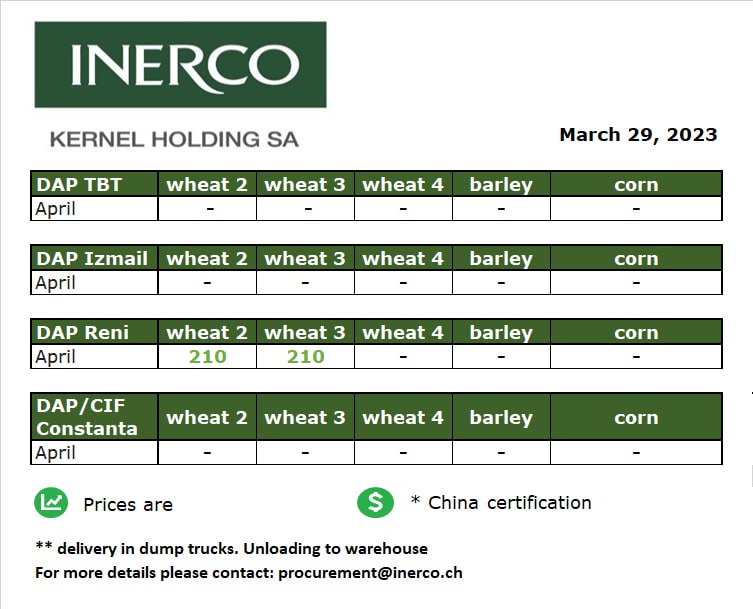 INERCO
KERNEL HOLDING SA
March 29, 2023
DAP TBT wheat 2 wheat 3 wheat 4 barley corn
April - - - - -
DAP Izmail wheat 2 wheat 3 wheat 4 barley corn
April - - - - -
DAP Reni wheat 2 wheat 3 wheat 4 barley corn
April 210 210 - - -
DAP/CIF
Constanta wheat 2 wheat 3 wheat 4 barley corn
April - - - - -
Prices are $ * China certification
** delivery in dump trucks. Unloading to warehouse
For more details please contact: procurement@inerco.ch